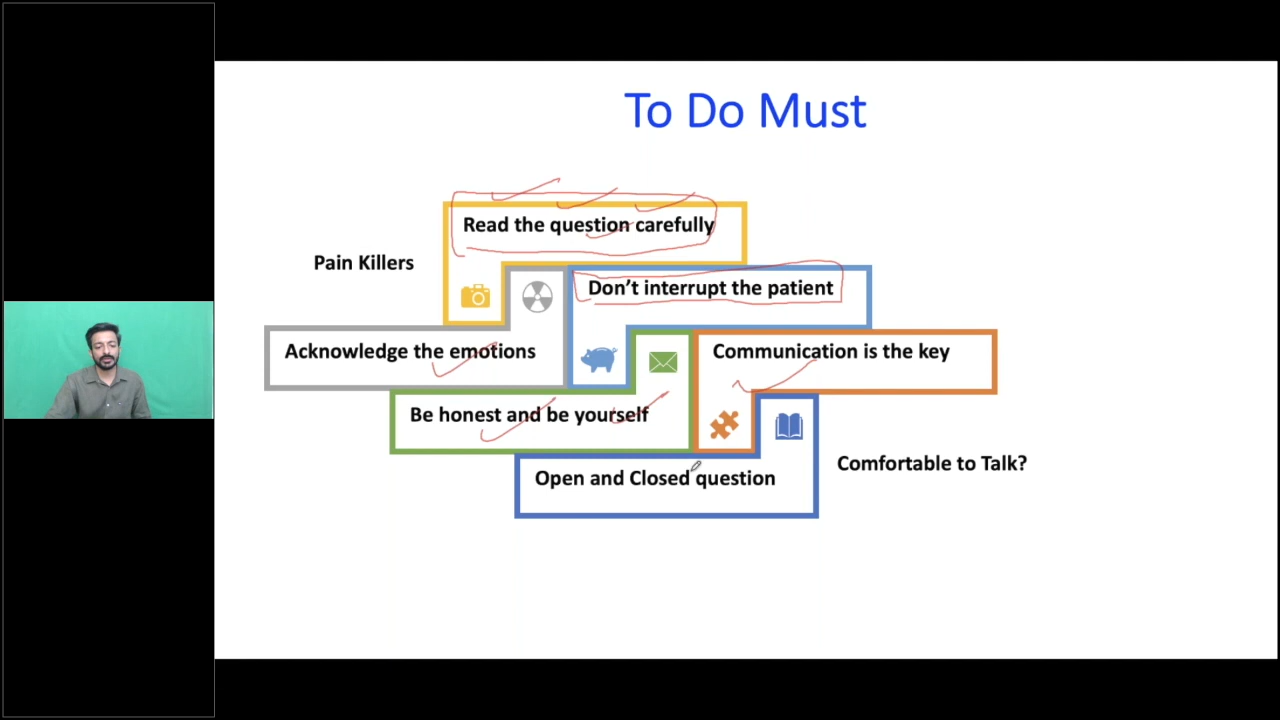 To Do Must
Read the question carefully
Pain Killers
Don’t interrupt the patient
Acknowledge the emotions
Communication is the key
Be honest and be yourself
Comfortable to Talk?
Open and Closed question